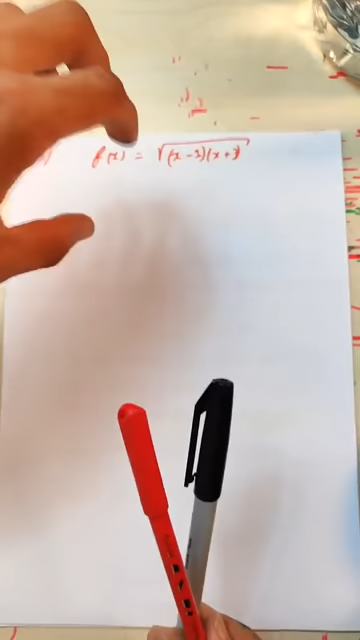 f(x) = √(x-3)(x+3)